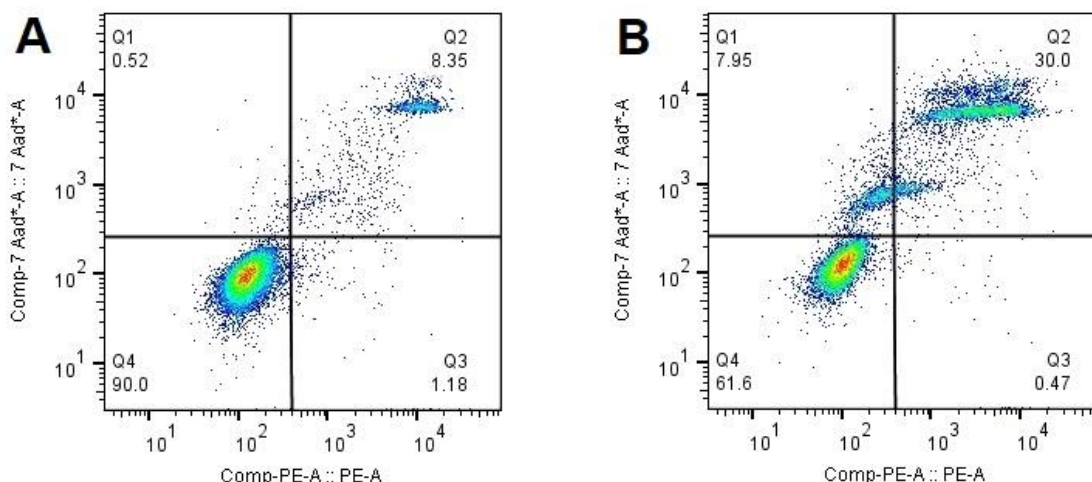 A
Q1
0.52
Q2
8.35
10^4
10^3
10^2
10^1
Q4
90.0
Q3
1.18
10^1
10^2
10^3
10^4
Comp-7 Aad*-A :: 7 Aad*-A
Comp-PE-A :: PE-A
B
Q1
7.95
Q2
30.0
10^4
10^3
10^2
10^1
Q4
61.6
Q3
0.47
10^1
10^2
10^3
10^4
Comp-7 Aad*-A :: 7 Aad*-A
Comp-PE-A :: PE-A